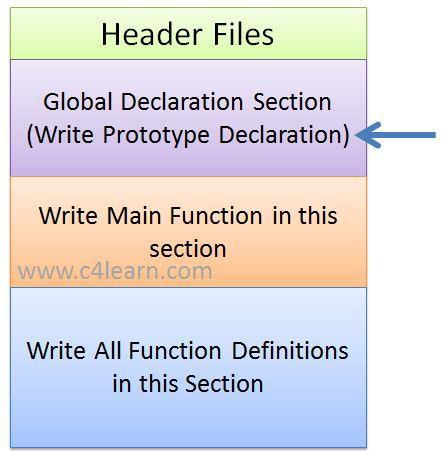 Header Files
Global Declaration Section
(Write Prototype Declaration)
Write Main Function in this
section
www.c4learn.com
Write All Function Definitions
in this Section